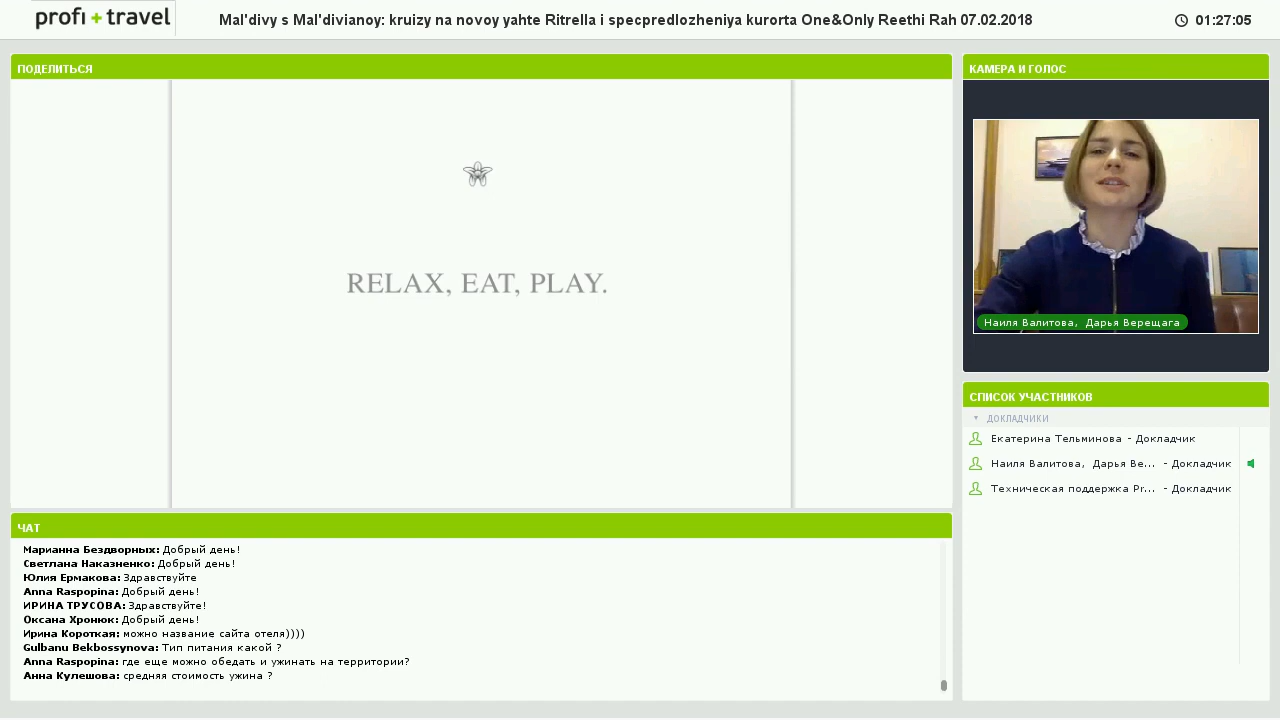 profi + travel
Mal'divy s Mal'divianoy: kruizy na novoy yahte Ritrella i specpredlozheniya kurorta One&Only Reethi Rah 07.02.2018
01:27:05
ПОДЕЛИТЬСЯ
RELAX, EAT, PLAY.
ЧАТ
Марианна Бездворных: Добрый день!
Светлана Наказненко: Добрый день!
Юлия Ермакова: Здравствуйте
Anna Raspopina: Добрый день!
ИРИНА ТРУСОВА: Здравствуйте!
Оксана Хронюк: Добрый день!
Ирина Короткая: можно название сайта отеля))))
Gulbanu Bekbossynova: Тип питания какой ?
Anna Raspopina: где еще можно обедать и ужинать на территории?
Анна Кулешова: средняя стоимость ужина ?
КАМЕРА И ГОЛОС
Наиля Валитова, Дарья Верещага
СПИСОК УЧАСТНИКОВ
ДОКЛАДЧИКИ
Екатерина Тельминова - Докладчик
Наиля Валитова, Дарья Ве... - Докладчик
Техническая поддержка Pr... - Докладчик